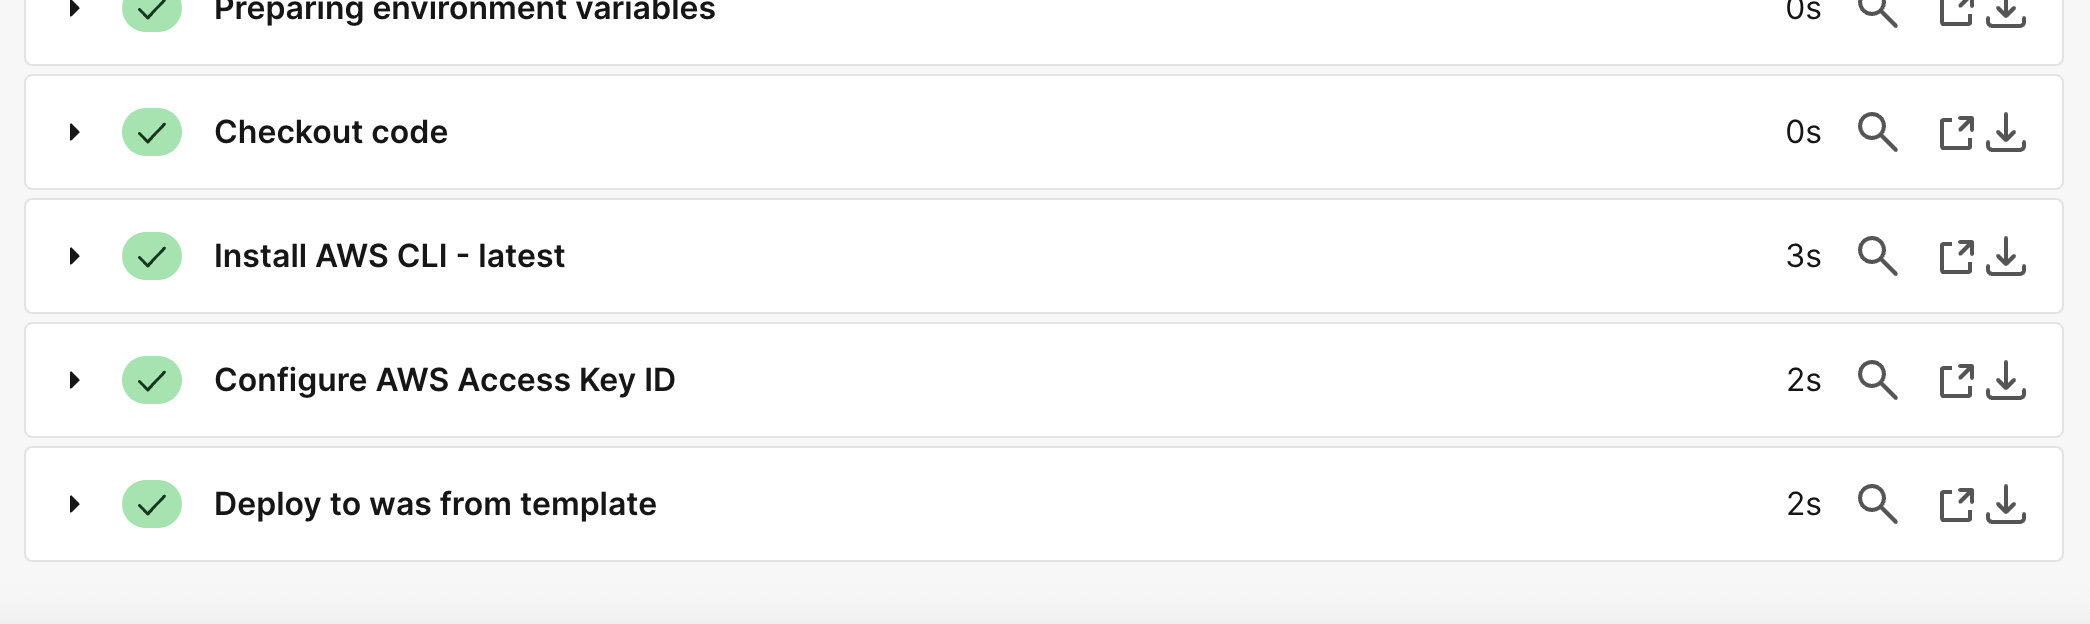 Preparing environment variables 0s
Checkout code 0s
Install AWS CLI - latest 3s
Configure AWS Access Key ID 2s
Deploy to was from template 2s